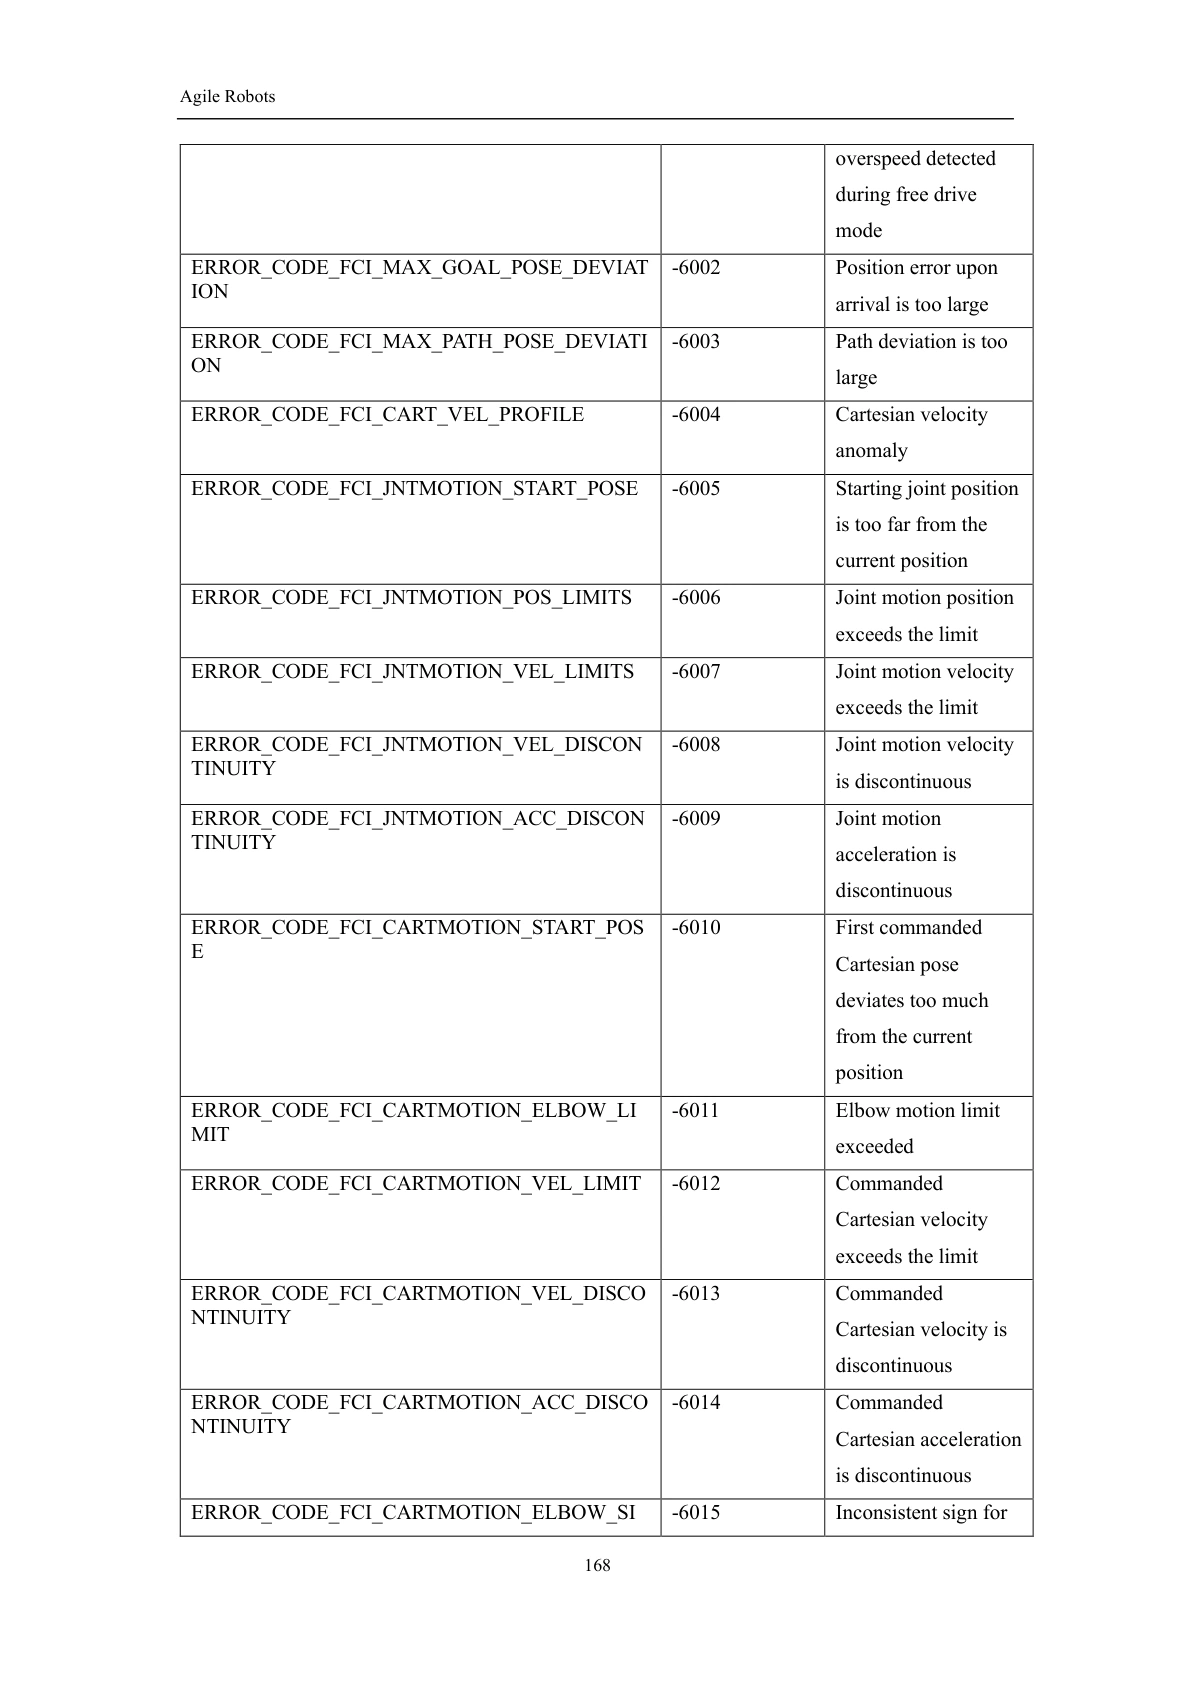 Agile Robots
overspeed detected
during free drive
mode
ERROR_CODE_FCI_MAX_GOAL_POSE_DEVIAT
ION
-6002
Position error upon
arrival is too large
ERROR_CODE_FCI_MAX_PATH_POSE_DEVIATI
ON
-6003
Path deviation is too
large
ERROR_CODE_FCI_CART_VEL_PROFILE
-6004
Cartesian velocity
anomaly
ERROR_CODE_FCI_JNTMOTION_START_POSE
-6005
Starting joint position
is too far from the
current position
ERROR_CODE_FCI_JNTMOTION_POS_LIMITS
-6006
Joint motion position
exceeds the limit
ERROR_CODE_FCI_JNTMOTION_VEL_LIMITS
-6007
Joint motion velocity
exceeds the limit
ERROR_CODE_FCI_JNTMOTION_VEL_DISCON
TINUITY
-6008
Joint motion velocity
is discontinuous
ERROR_CODE_FCI_JNTMOTION_ACC_DISCON
TINUITY
-6009
Joint motion
acceleration is
discontinuous
ERROR_CODE_FCI_CARTMOTION_START_POS
E
-6010
First commanded
Cartesian pose
deviates too much
from the current
position
ERROR_CODE_FCI_CARTMOTION_ELBOW_LI
MIT
-6011
Elbow motion limit
exceeded
ERROR_CODE_FCI_CARTMOTION_VEL_LIMIT
-6012
Commanded
Cartesian velocity
exceeds the limit
ERROR_CODE_FCI_CARTMOTION_VEL_DISCO
NTINUITY
-6013
Commanded
Cartesian velocity is
discontinuous
ERROR_CODE_FCI_CARTMOTION_ACC_DISCO
NTINUITY
-6014
Commanded
Cartesian acceleration
is discontinuous
ERROR_CODE_FCI_CARTMOTION_ELBOW_SI
-6015
Inconsistent sign for
168